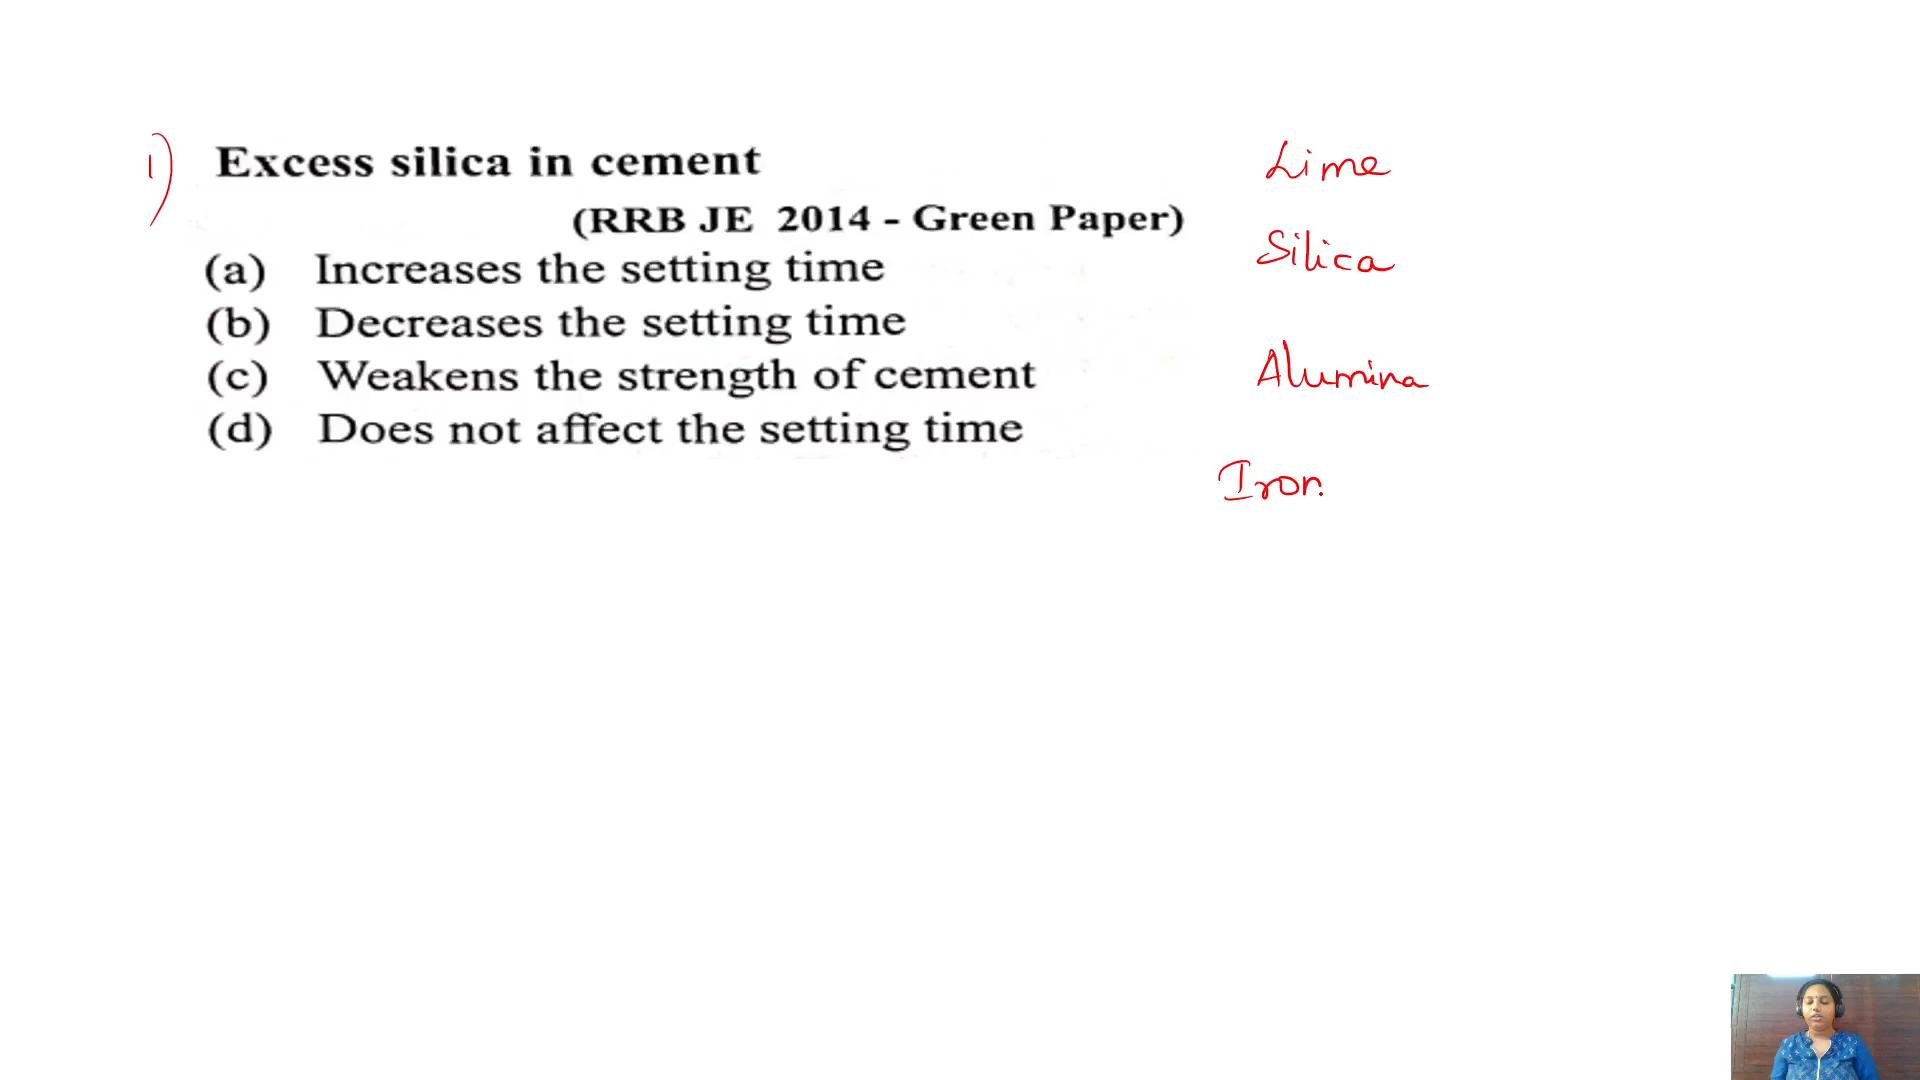 1) Excess silica in cement
(RRB JE 2014 - Green Paper)
(a) Increases the setting time
(b) Decreases the setting time
(c) Weakens the strength of cement
(d) Does not affect the setting time
Lime
Silica
Alumina
Iron.